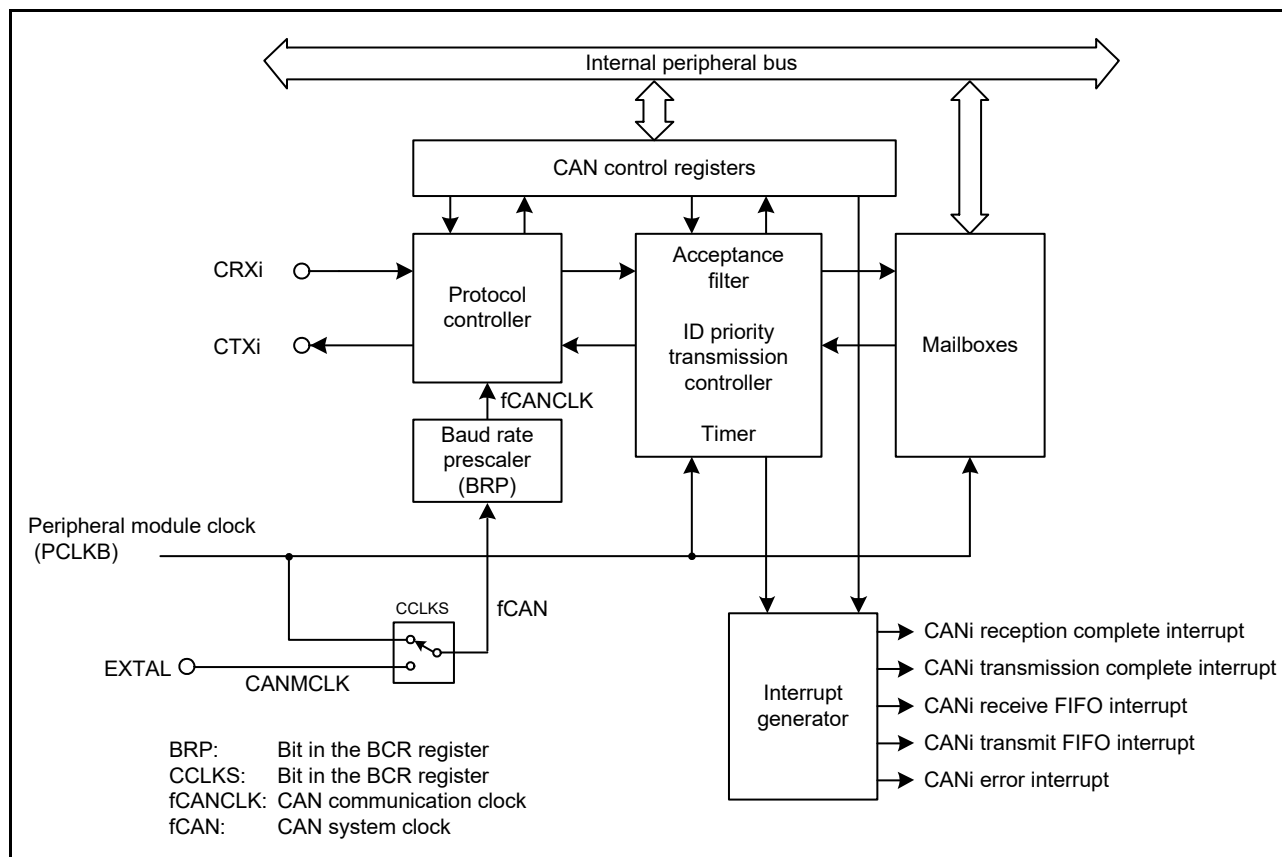 Internal peripheral bus
CAN control registers
CRXi
CTXi
Protocol
controller
Acceptance
filter
ID priority
transmission
controller
Timer
Mailboxes
fCANCLK
Baud rate
prescaler
(BRP)
Peripheral module clock
(PCLKB)
CCLKS
fCAN
EXTAL
CANMCLK
Interrupt
generator
CANi reception complete interrupt
CANi transmission complete interrupt
CANi receive FIFO interrupt
CANi transmit FIFO interrupt
CANi error interrupt
BRP: Bit in the BCR register
CCLKS: Bit in the BCR register
fCANCLK: CAN communication clock
fCAN: CAN system clock